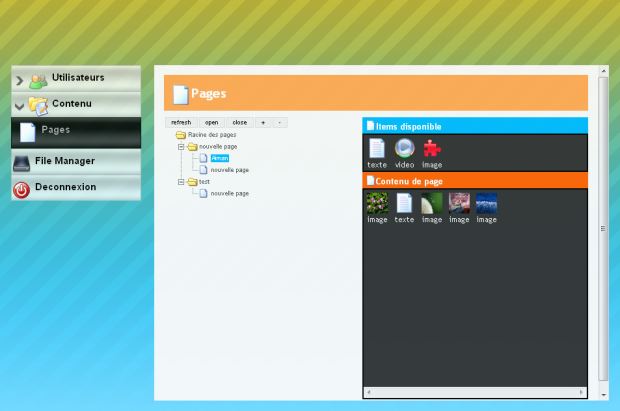 Utilisateurs
Contenu
Pages
File Manager
Deconnexion
Pages
refresh open close + -
Racine des pages
nouvelle page
Aiman
nouvelle page
test
nouvelle page
Items disponible
texte video image
Contenu de page
image texte image image image